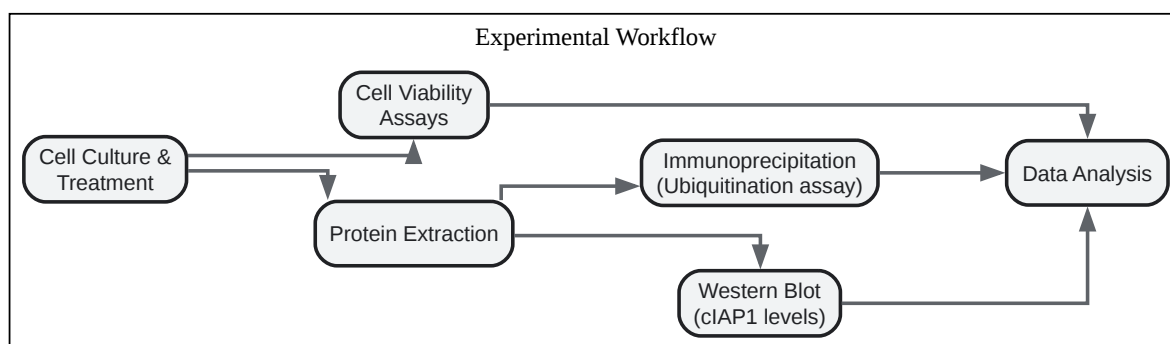 Experimental Workflow
Cell Viability
Assays
Cell Culture &
Treatment
Immunoprecipitation
(Ubiquitination assay)
Data Analysis
Protein Extraction
Western Blot
(cIAP1 levels)